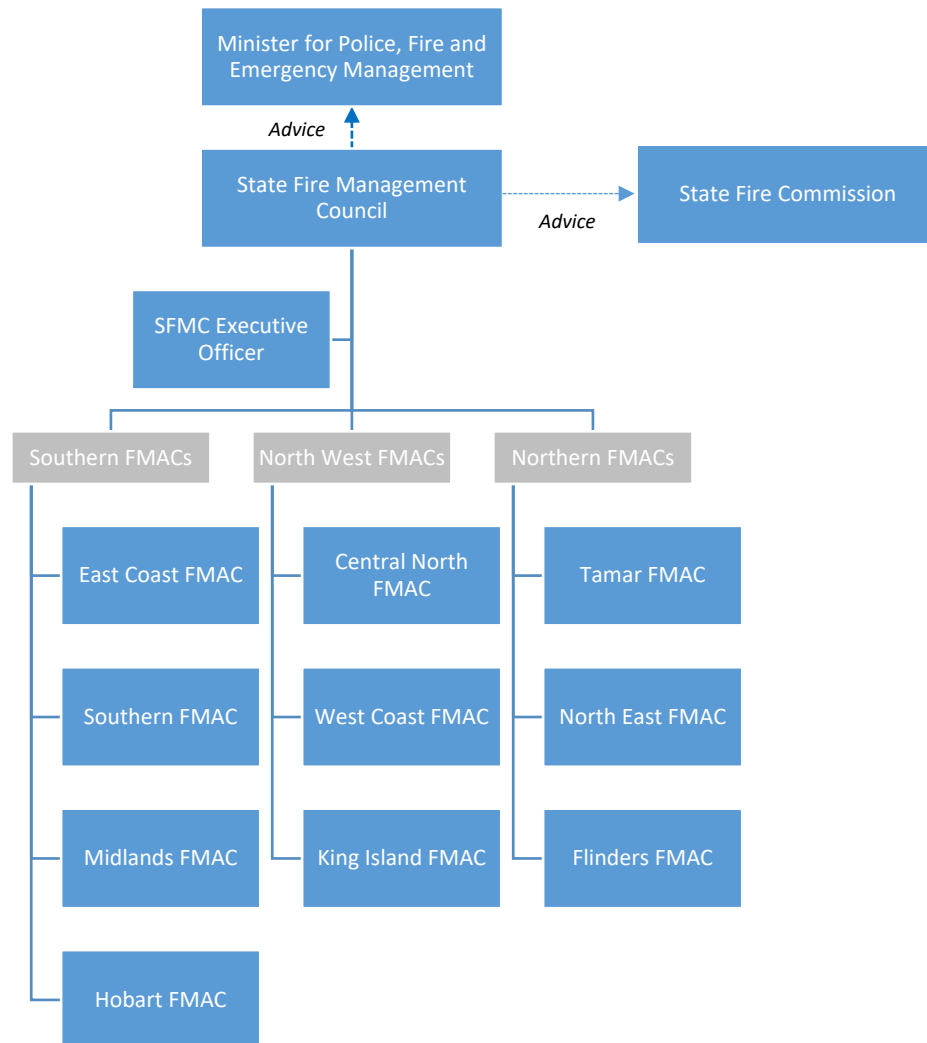 Minister for Police, Fire and
Emergency Management
Advice
State Fire Management
Council
State Fire Commission
Advice
SFMC Executive
Officer
Southern FMACs
North West FMACs
Northern FMACs
East Coast FMAC
Central North
FMAC
Tamar FMAC
Southern FMAC
West Coast FMAC
North East FMAC
Midlands FMAC
King Island FMAC
Flinders FMAC
Hobart FMAC